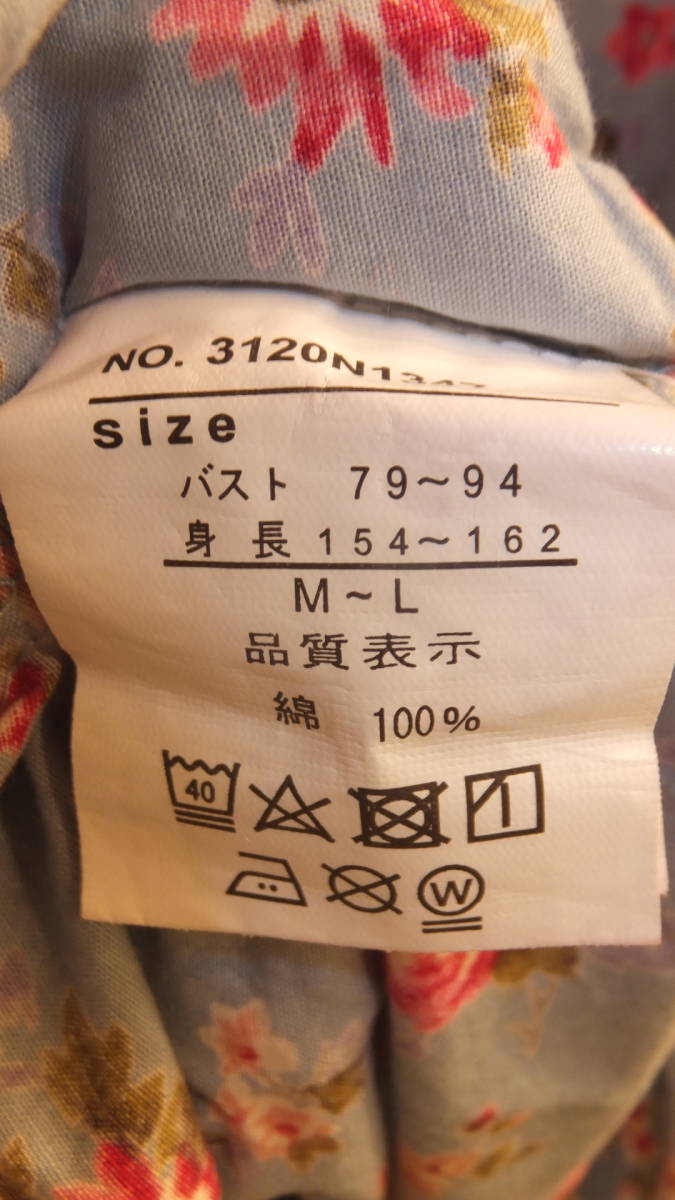 NO. 3120N1347
size
バスト 79～94
身 長 154～162
M～L
品質表示
綿 100%
40
W